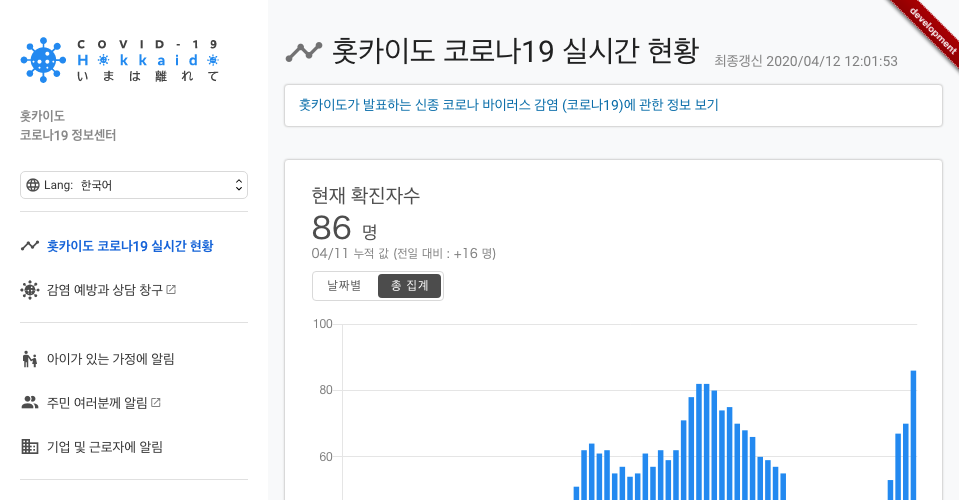 COVID-19
Hokkaido
いまは離れて
홋카이도
코로나19 정보센터
Lang: 한국어
홋카이도 코로나19 실시간 현황
감염 예방과 상담 창구
아이가 있는 가정에 알림
주민 여러분께 알림
기업 및 근로자에 알림
홋카이도 코로나19 실시간 현황
최종갱신 2020/04/12 12:01:53
development
홋카이도가 발표하는 신종 코로나 바이러스 감염 (코로나19)에 관한 정보 보기
현재 확진자수
86 명
04/11 누적 값 (전일 대비 : +16 명)
날짜별 총 집계
100
80
60